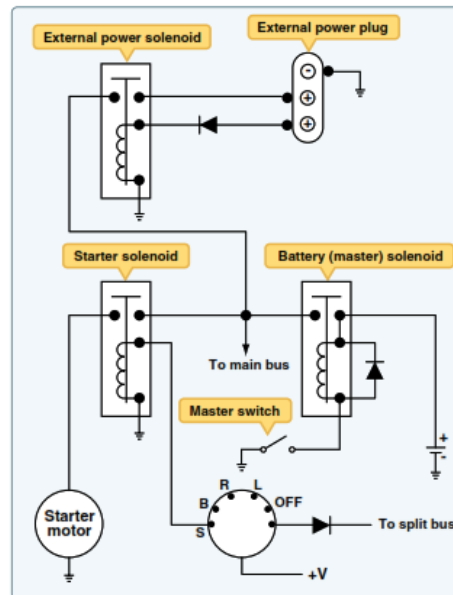 External power solenoid
External power plug
-
+
+
Starter solenoid
Battery (master) solenoid
To main bus
Master switch
+
-
R L
B OFF
S
To split bus
Starter
motor
+V